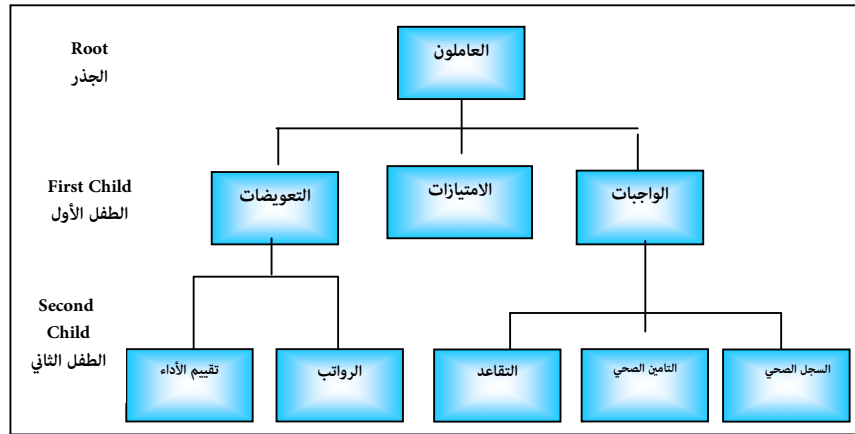 Root
الجذر
العاملون
First Child
الطفل الأول
الواجبات
الامتيازات
التعويضات
Second
Child
الطفل الثاني
السجل الصحي
التامين الصحي
التقاعد
الرواتب
تقييم الأداء